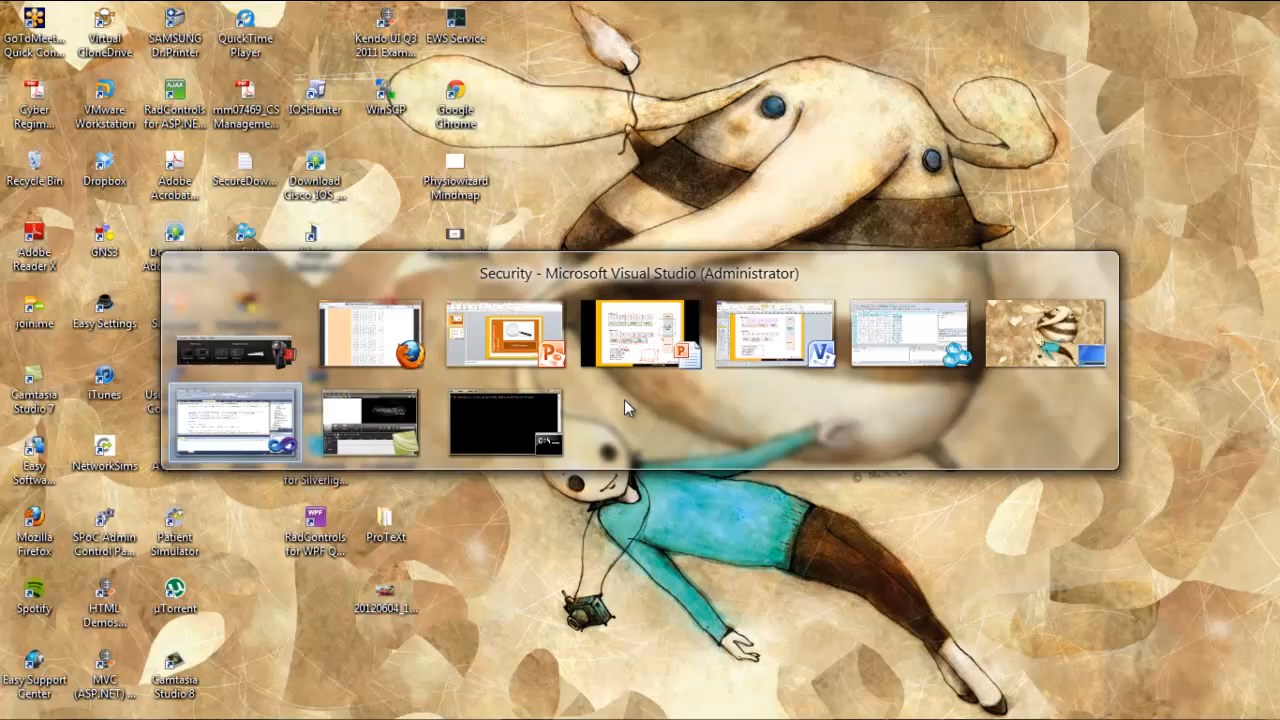 GoToMeet...
Quick Con...
Virtual
CloneDrive
SAMSUNG
Dr.Printer
QuickTime
Player
Kendo UI Q3
2011 Exam...
EWS Service
Cyber
Regim...
VMware
Workstation
RadControls
for ASP.NE...
mm07469_CS
Manageme...
IOSHunter
WinSCP
Google
Chrome
Recycle Bin
Dropbox
Adobe
Acrobat...
SecureDow...
Download
Cisco IOS_...
Physiowizard
Mindmap
Adobe
Reader X
GNS3
Security - Microsoft Visual Studio (Administrator)
join.me
Easy Settings
Camtasia
Studio 7
iTunes
Easy
Softwa...
NetworkSims
for Silverlig...
Mozilla
Firefox
SPoC Admin
Control Pa...
Patient
Simulator
RadControls
for WPF Q...
ProTeXt
Spotify
HTML
Demos...
µTorrent
20120604_1...
Easy Support
Center
MVC
(ASP.NET) ...
Camtasia
Studio 8